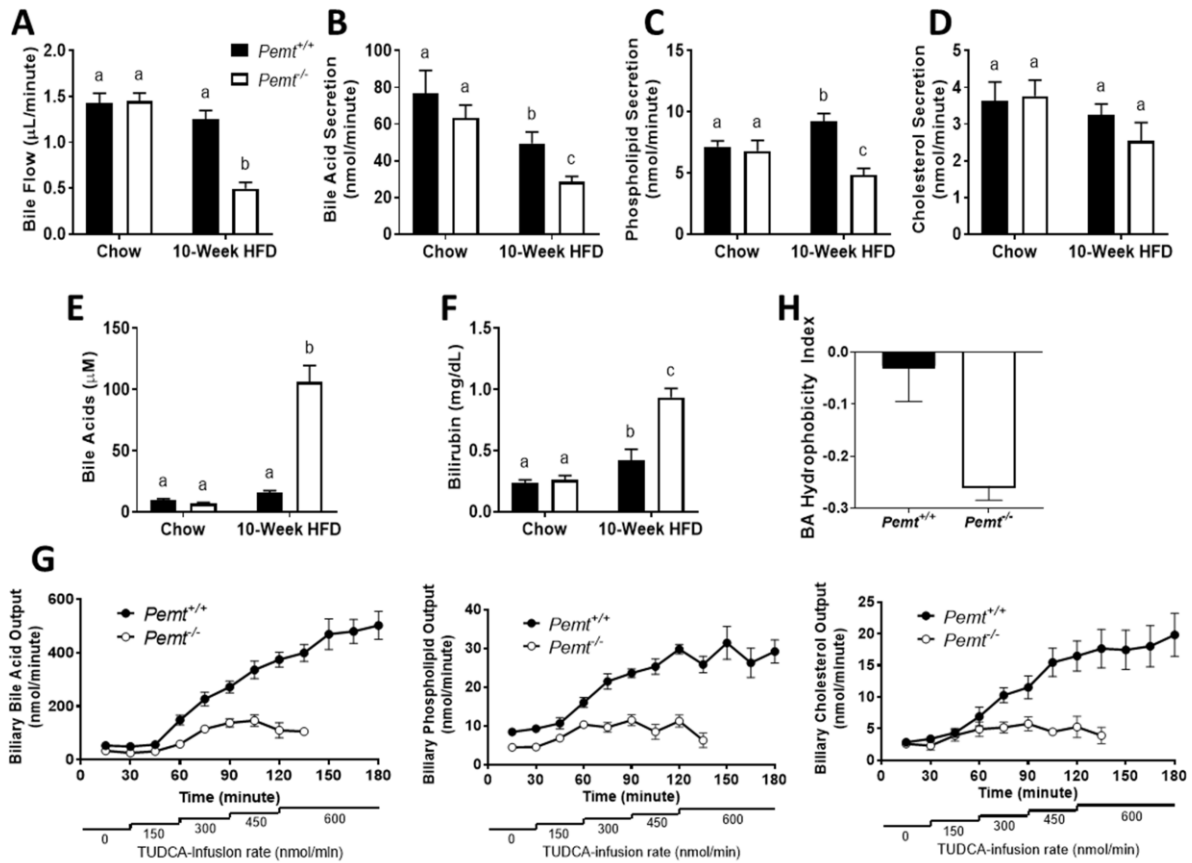 A
Bile Flow (μL/minute)
2.0
1.5
1.0
0.5
0.0
a
a
a
b
Chow
10-Week HFD
Pemt+/+
Pemt-/-
B
Bile Acid Secretion
(nmol/minute)
100
80
60
40
20
0
a
a
b
c
Chow
10-Week HFD
C
Phospholipid Secretion
(nmol/minute)
15
10
5
0
a
a
b
c
Chow
10-Week HFD
D
Cholesterol Secretion
(nmol/minute)
5
4
3
2
1
0
a
a
a
a
Chow
10-Week HFD
E
Bile Acids (μM)
150
100
50
0
a
a
a
b
Chow
10-Week HFD
F
Bilirubin (mg/dL)
1.5
1.0
0.5
0.0
a
a
b
c
Chow
10-Week HFD
H
BA Hydrophobicity Index
0.0
-0.1
-0.2
-0.3
Pemt+/+
Pemt-/-
G
Biliary Bile Acid Output
(nmol/minute)
600
400
200
0
Pemt+/+
Pemt-/-
0 30 60 90 120 150 180
Time (minute)
0 150 300 450 600
TUDCA-infusion rate (nmol/min)
Biliary Phospholipid Output
(nmol/minute)
40
30
20
10
0
Pemt+/+
Pemt-/-
0 30 60 90 120 150 180
Time (minute)
0 150 300 450 600
TUDCA-infusion rate (nmol/min)
Biliary Cholesterol Output
(nmol/minute)
25
20
15
10
5
0
Pemt+/+
Pemt-/-
0 30 60 90 120 150 180
Time (minute)
0 150 300 450 600
TUDCA-infusion rate (nmol/min)